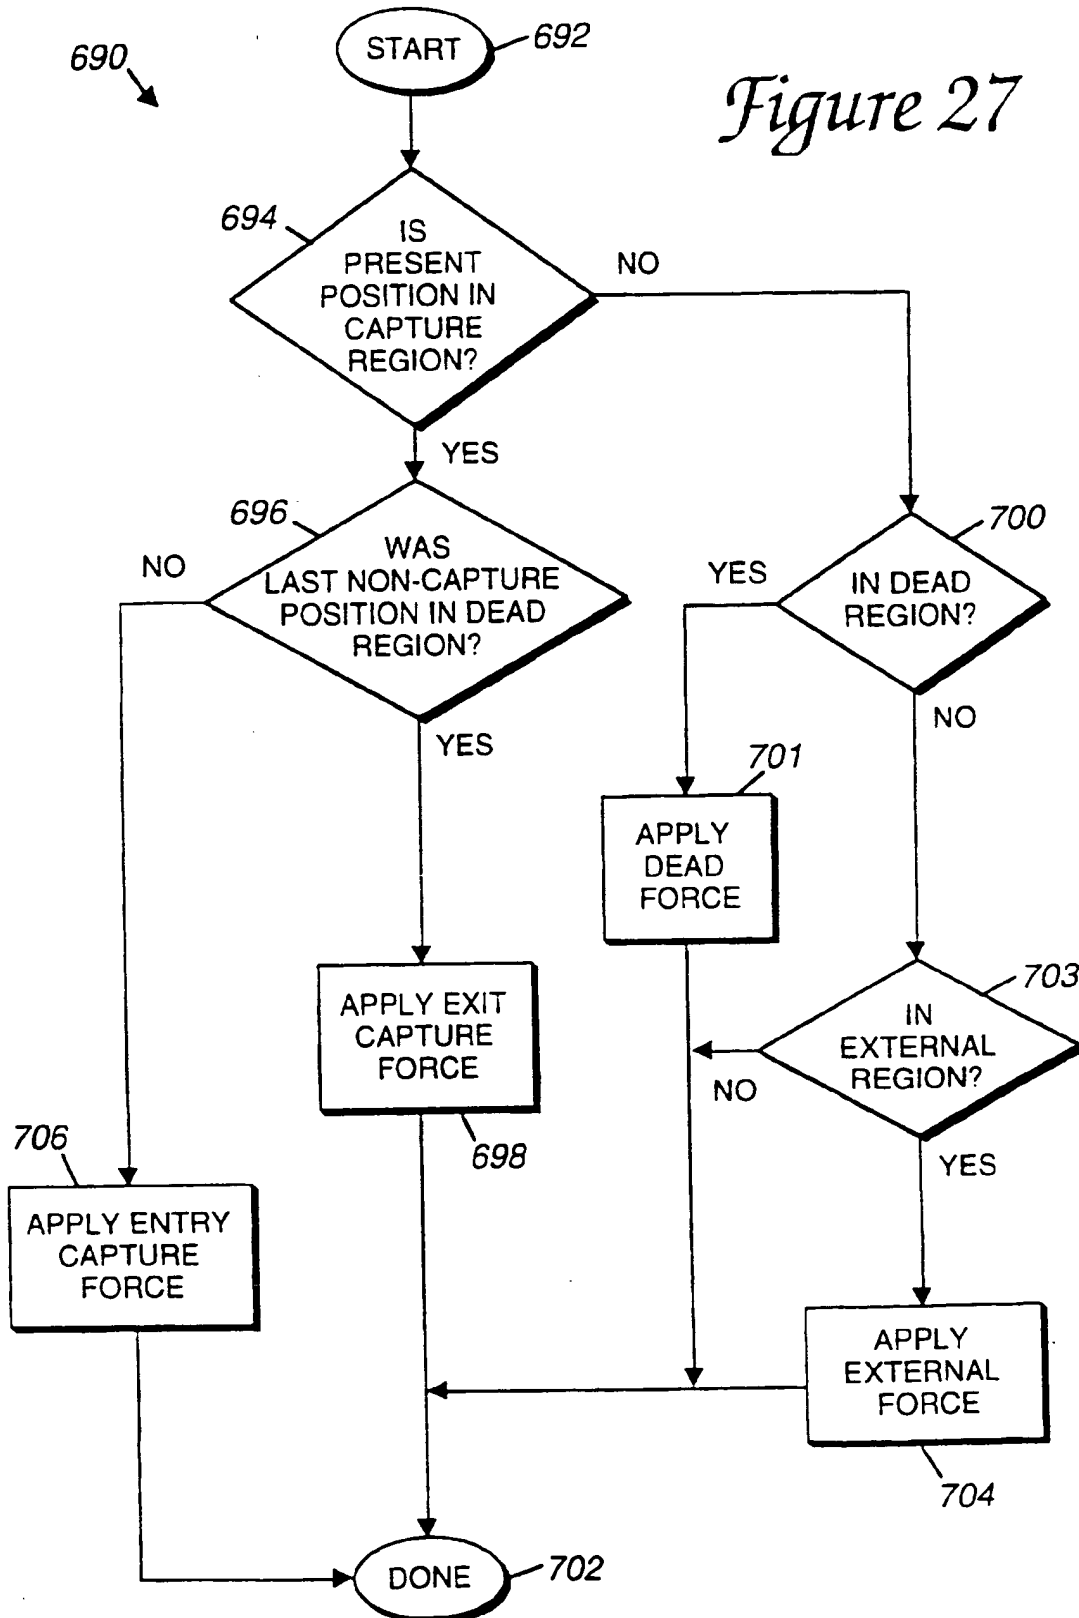 START
692
690
Figure 27
694
IS
PRESENT
POSITION IN
CAPTURE
REGION?
NO
YES
696
WAS
LAST NON-CAPTURE
POSITION IN DEAD
REGION?
NO
YES
700
IN DEAD
REGION?
YES
NO
701
APPLY
DEAD
FORCE
703
IN
EXTERNAL
REGION?
NO
YES
APPLY EXIT
CAPTURE
FORCE
698
706
APPLY ENTRY
CAPTURE
FORCE
APPLY
EXTERNAL
FORCE
704
DONE
702